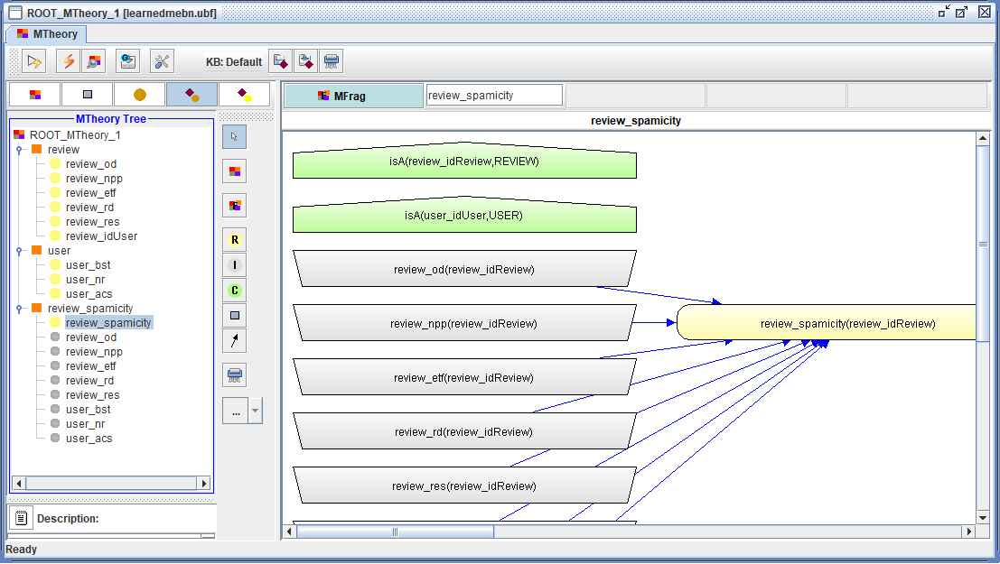 ROOT_MTheory_1 [learnedmebn.ubf]
MTheory
KB: Default
MTheory Tree
ROOT_MTheory_1
review
review_od
review_npp
review_etf
review_rd
review_res
review_idUser
user
user_bst
user_nr
user_acs
review_spamicity
review_spamicity
review_od
review_npp
review_etf
review_rd
review_res
user_bst
user_nr
user_acs
Description:
R
I
C
...
MFrag
review_spamicity
review_spamicity
isA(review_idReview,REVIEW)
isA(user_idUser,USER)
review_od(review_idReview)
review_npp(review_idReview)
review_spamicity(review_idReview)
review_etf(review_idReview)
review_rd(review_idReview)
review_res(review_idReview)
Ready